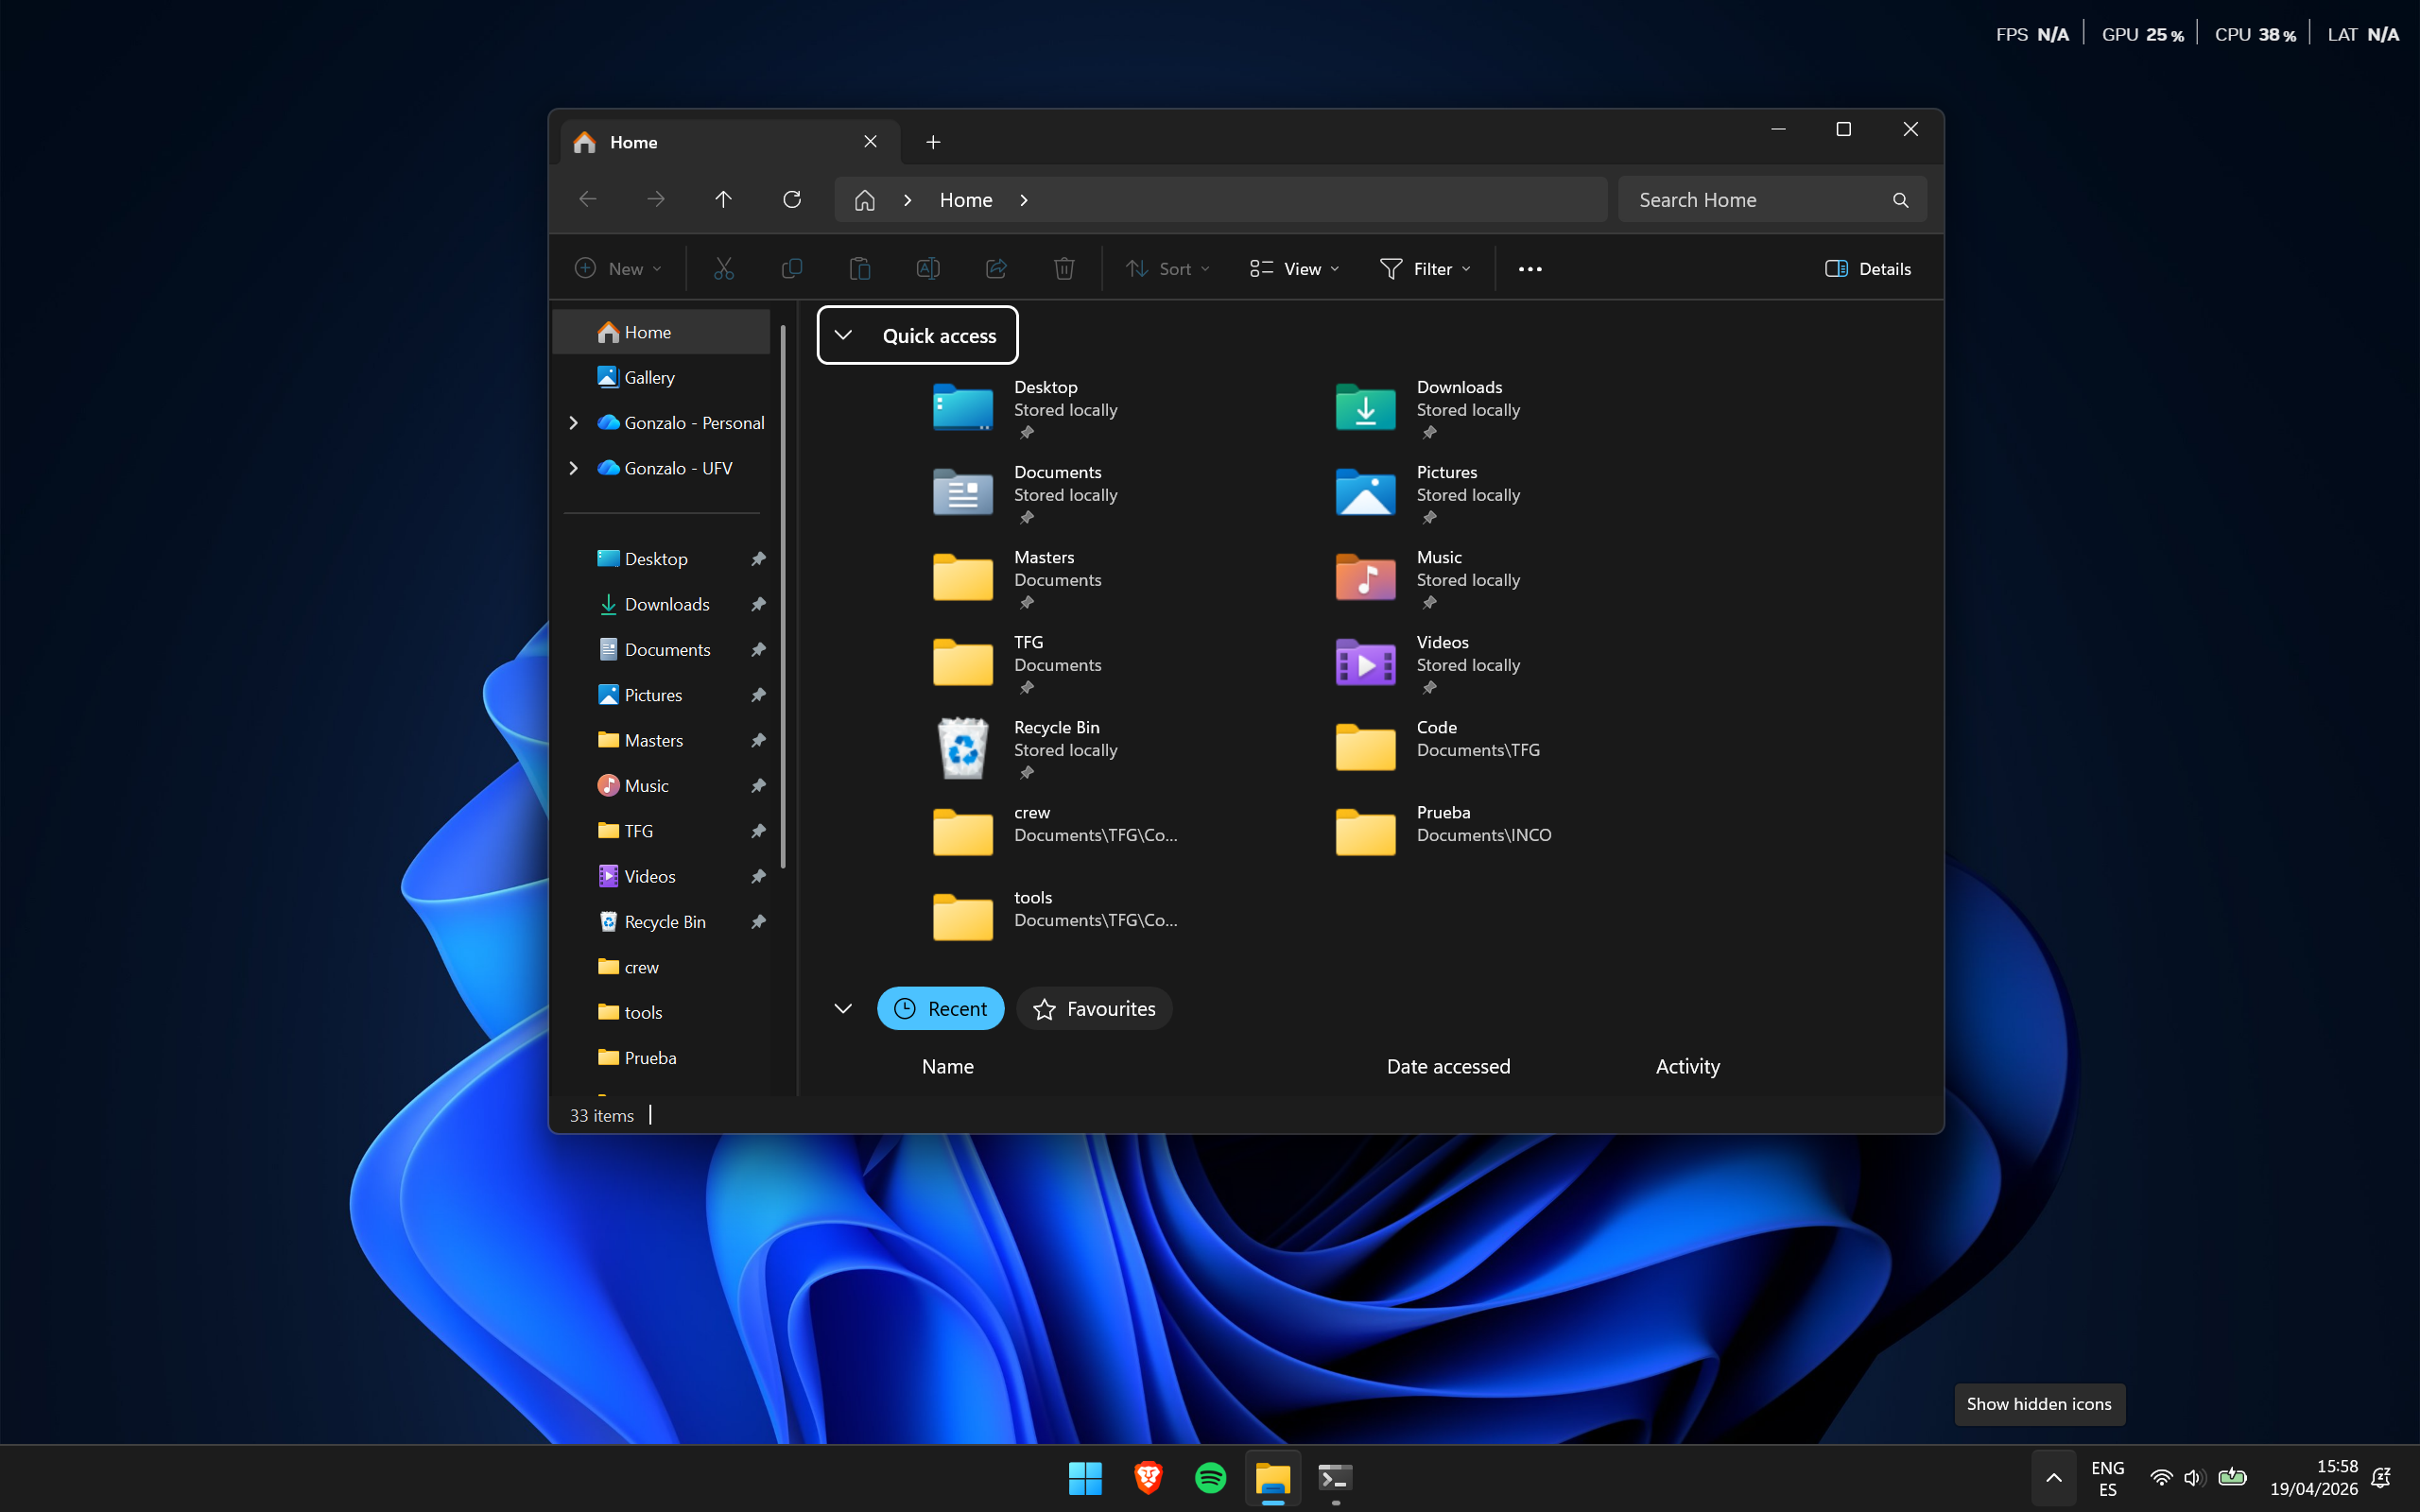 FPS N/A | GPU 25 % | CPU 38 % | LAT N/A
Home
Home
Search Home
New
Sort
View
Filter
Details
Home
Gallery
Gonzalo - Personal
Gonzalo - UFV
Desktop
Downloads
Documents
Pictures
Masters
Music
TFG
Videos
Recycle Bin
crew
tools
Prueba
Quick access
Desktop
Stored locally
Downloads
Stored locally
Documents
Stored locally
Pictures
Stored locally
Masters
Documents
Music
Stored locally
TFG
Documents
Videos
Stored locally
Recycle Bin
Stored locally
Code
Documents\TFG
crew
Documents\TFG\Co...
Prueba
Documents\INCO
tools
Documents\TFG\Co...
Recent
Favourites
Name Date accessed Activity
33 items
Show hidden icons
ENG
ES
15:58
19/04/2026